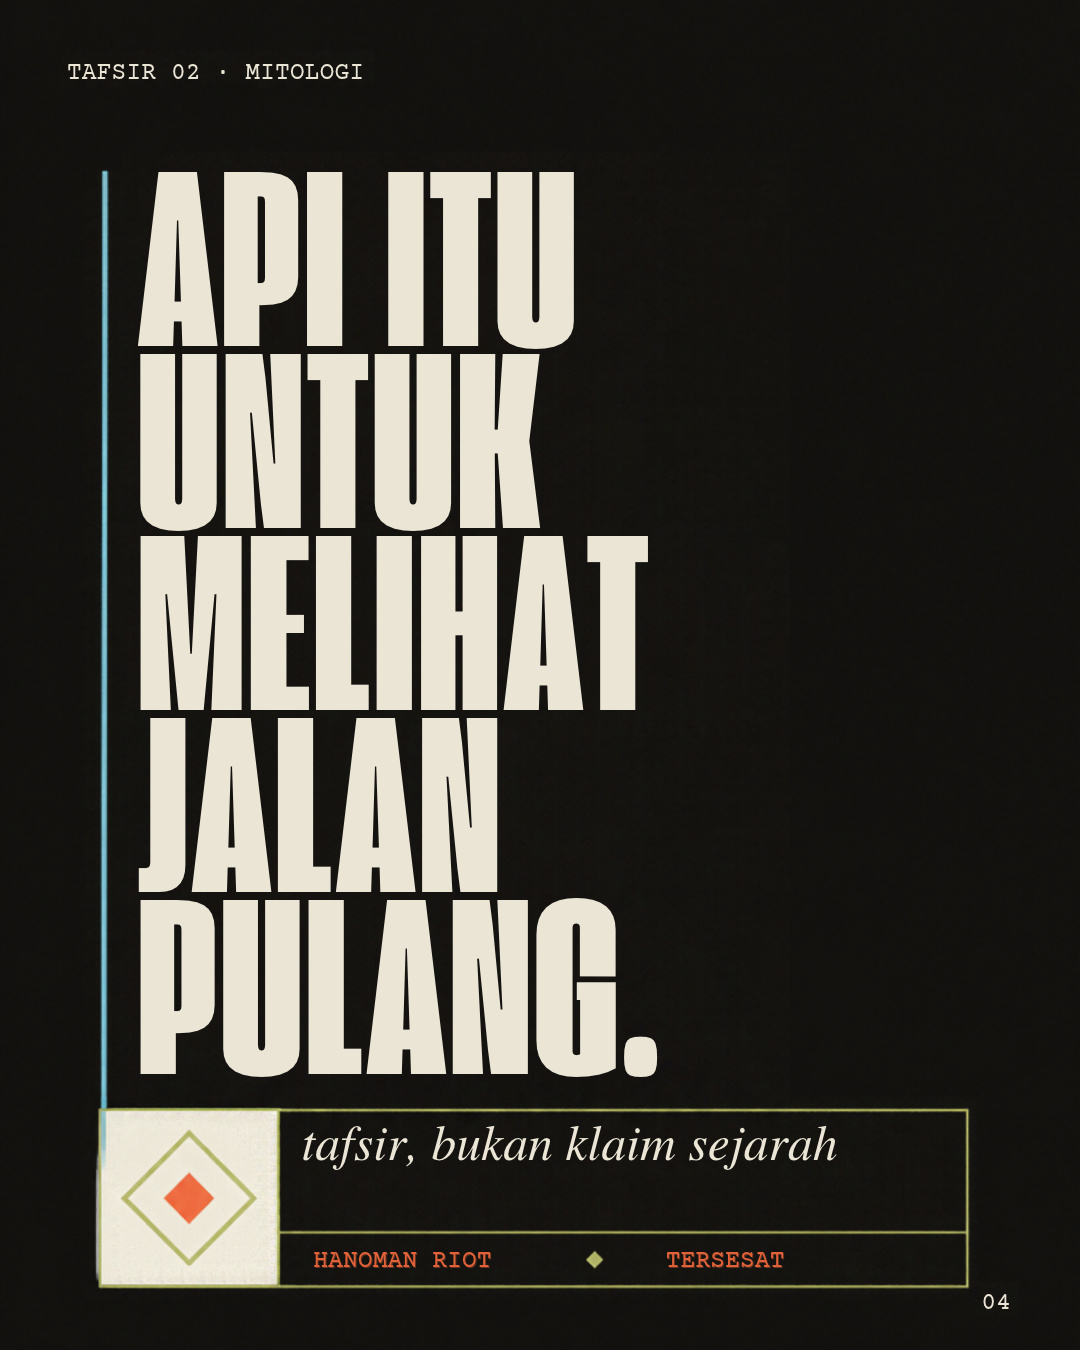 TAFSIR 02 · MITOLOGI
API ITU
UNTUK
MELIHAT
JALAN
PULANG.
tafsir, bukan klaim sejarah
HANOMAN RIOT ◆ TERSESAT
04